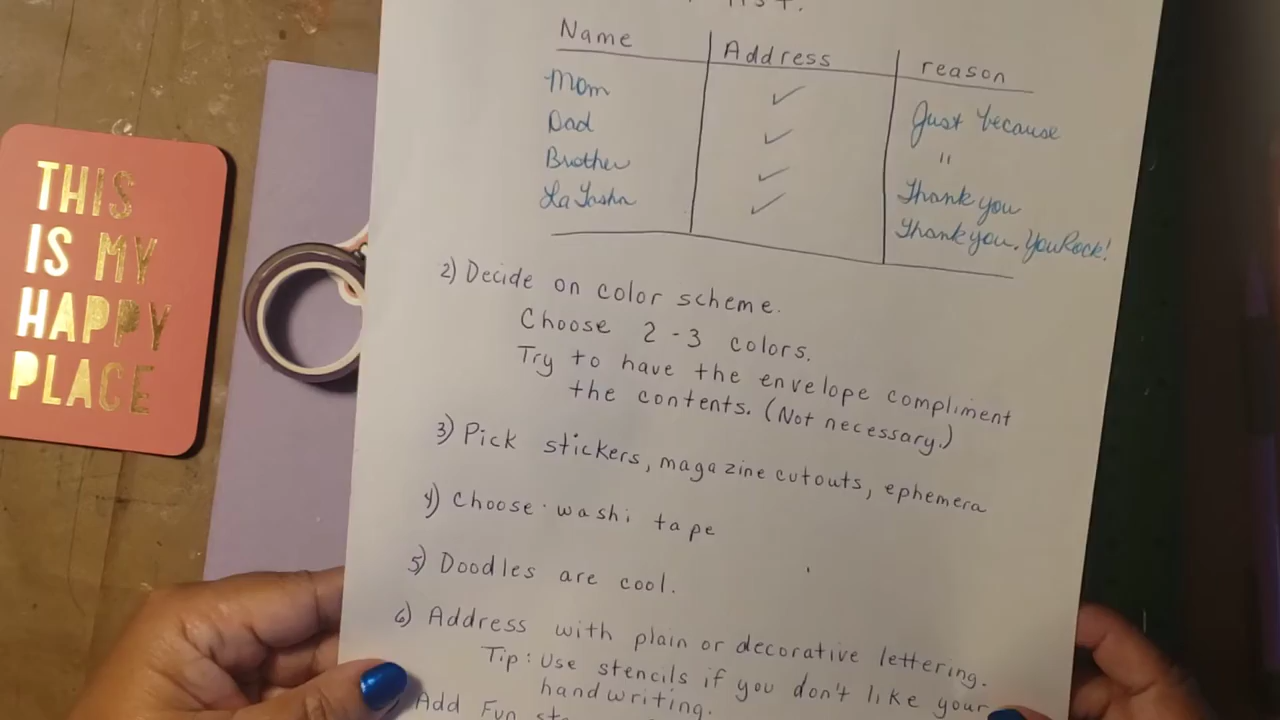 THIS
IS MY
HAPPY
PLACE
Name Address reason
Mom ✓ Just because
Dad ✓ "
Brother ✓ Thank you
LaTasha ✓ Thank you. You Rock!
2) Decide on color scheme.
Choose 2-3 colors.
Try to have the envelope compliment
the contents. (Not necessary.)
3) Pick stickers, magazine cutouts, ephemera
4) Choose washi tape
5) Doodles are cool.
6) Address with plain or decorative lettering.
Tip: Use stencils if you don't like your
handwriting.
Add Fun